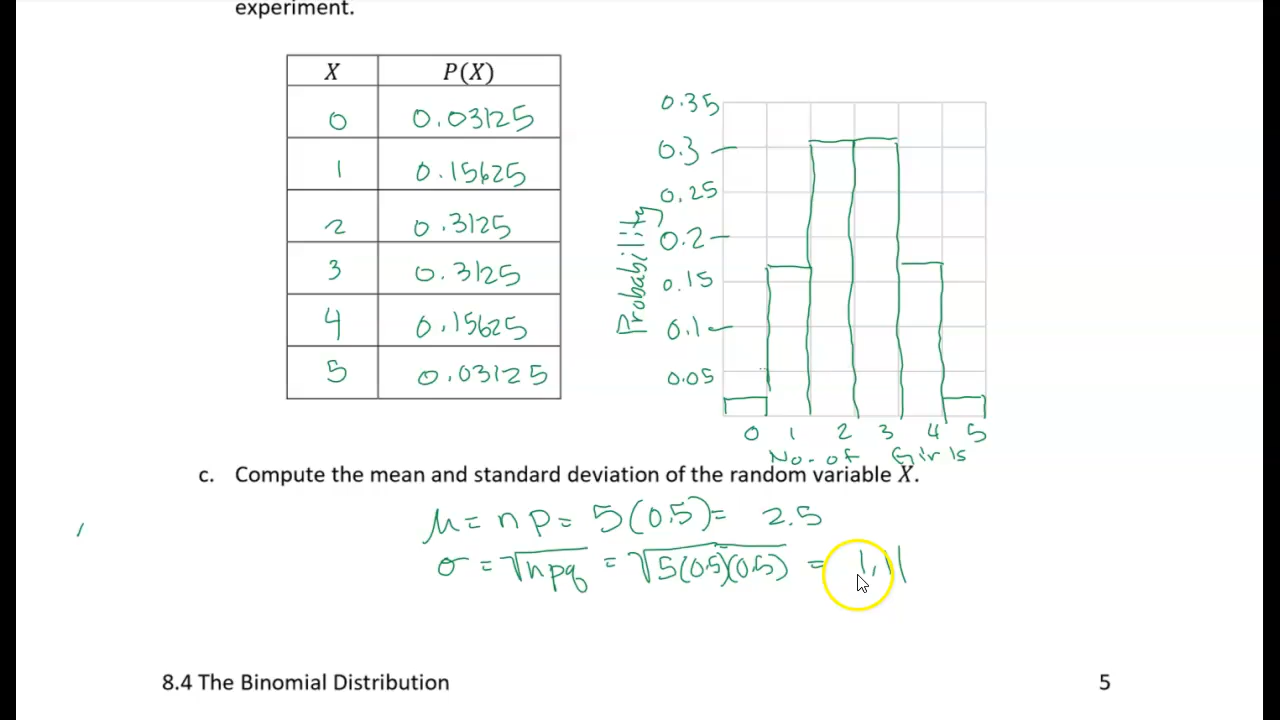 experiment.
X P(X)
0 0.03125
1 0.15625
2 0.3125
3 0.3125
4 0.15625
5 0.03125
Probability
0.35
0.3
0.25
0.2
0.15
0.1
0.05
0 1 2 3 4 5
No. of Girls
c. Compute the mean and standard deviation of the random variable X.
μ = np = 5(0.5) = 2.5
σ = √npq = √5(0.5)(0.5) = 1.11
8.4 The Binomial Distribution 5